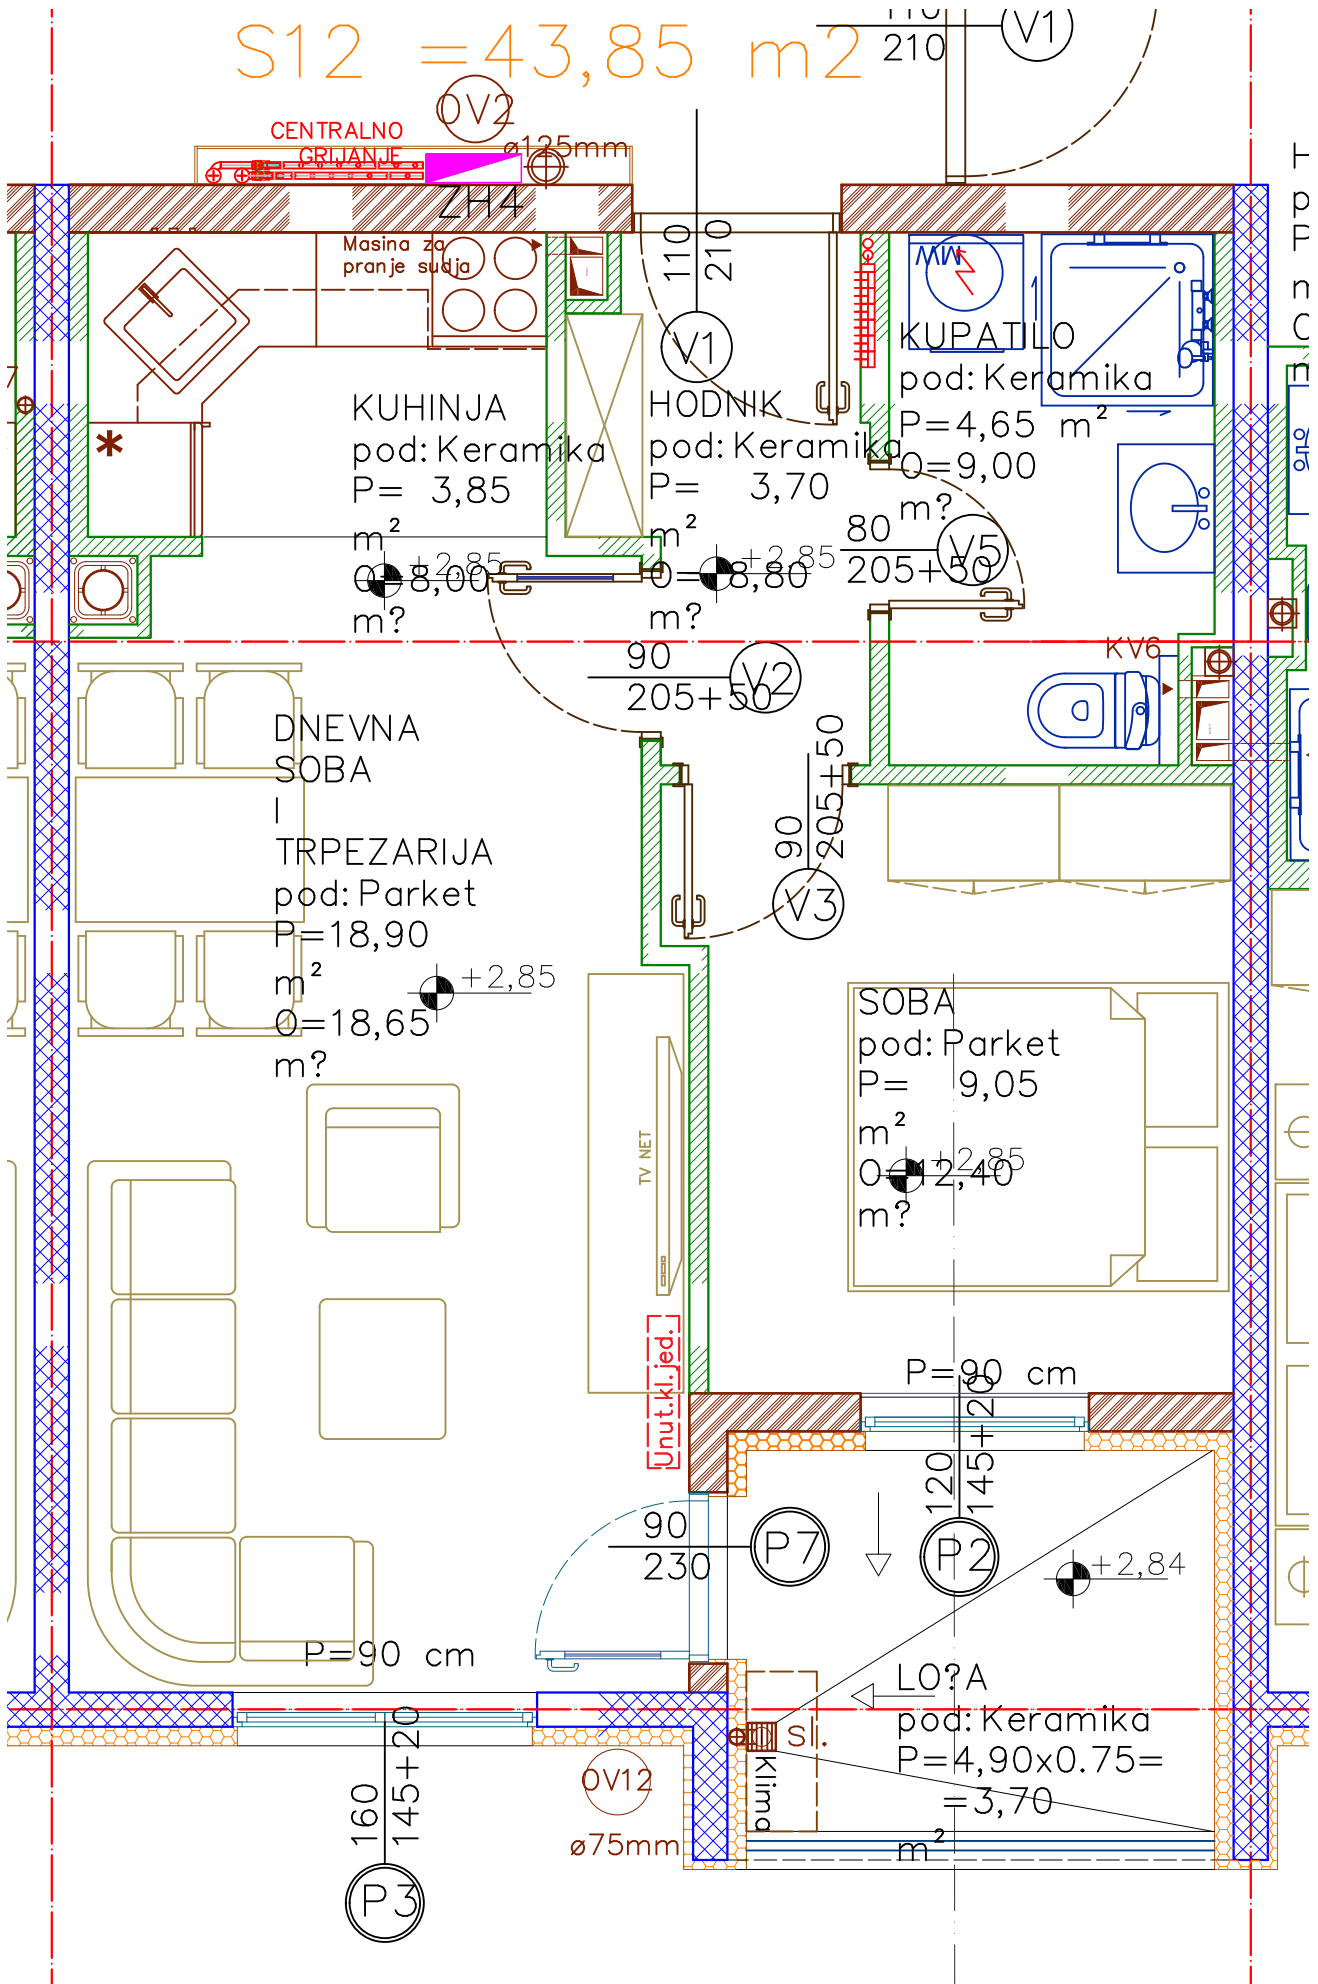 S12 =43,85 m2
110
210
V1
OV2
CENTRALNO
GRIJANJE
ø125mm
ZH4
Masina za
pranje sudja
110
210
V1
MW
KUPATILO
pod: Keramika
P=4,65 m²
O=9,00
m?
KUHINJA
pod: Keramika
P= 3,85
m²
O=8,00
m?
+2,85
HODNIK
pod: Keramika
P= 3,70
m²
O= 8,80
m?
+2,85
*
80
205+50
V5
90
205+50
V2
KV6
DNEVNA
SOBA
I
TRPEZARIJA
pod: Parket
P=18,90
m²
O=18,65
m?
+2,85
90
205+50
V3
SOBA
pod: Parket
P= 9,05
m²
O=12,40
m?
+2,85
TV NET
Unut.kl.jed.
P=90 cm
120
145+20
P2
90
230
P7
+2,84
P=90 cm
LO?A
pod: Keramika
P=4,90x0.75=
=3,70
m²
Sl.
Klima
OV12
ø75mm
160
145+20
P3